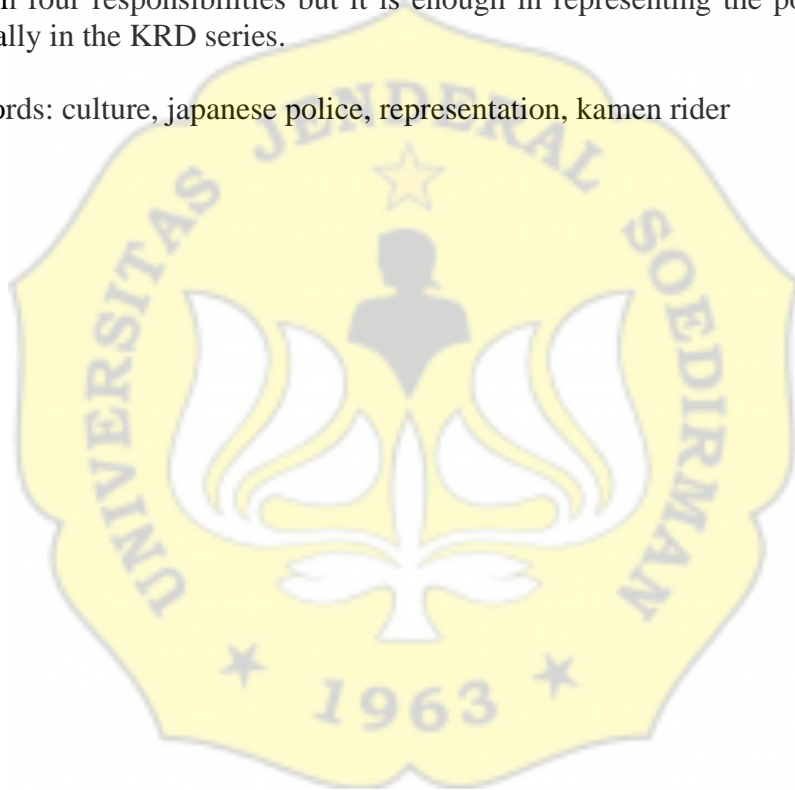 four responsibilities but it is enough in representing the po
ally in the KRD series.
ords: culture, japanese police, representation, kamen rider
UNIVERSITAS JENDERAL SOEDIRMAN
1963